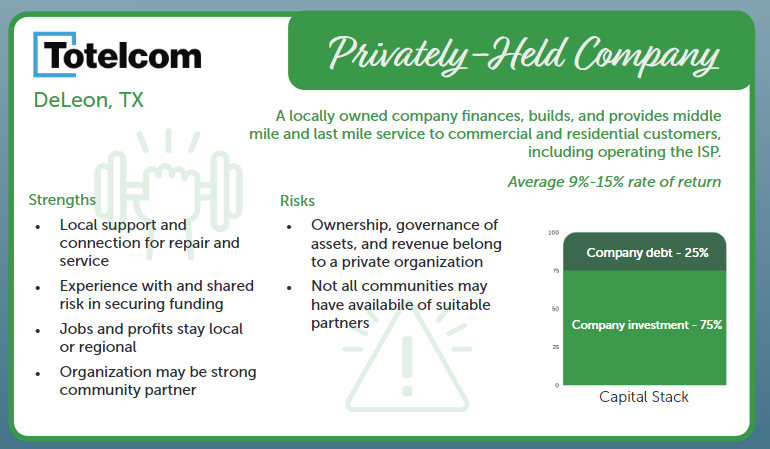 Totelcom
Privately-Held Company
DeLeon, TX
A locally owned company finances, builds, and provides middle
mile and last mile service to commercial and residential customers,
including operating the ISP.
Average 9%-15% rate of return
Strengths
• Local support and
connection for repair and
service
• Experience with and shared
risk in securing funding
• Jobs and profits stay local
or regional
• Organization may be strong
community partner
Risks
• Ownership, governance of
assets, and revenue belong
to a private organization
• Not all communities may
have availabile of suitable
partners
100
75
50
25
0
Company debt - 25%
Company investment - 75%
Capital Stack